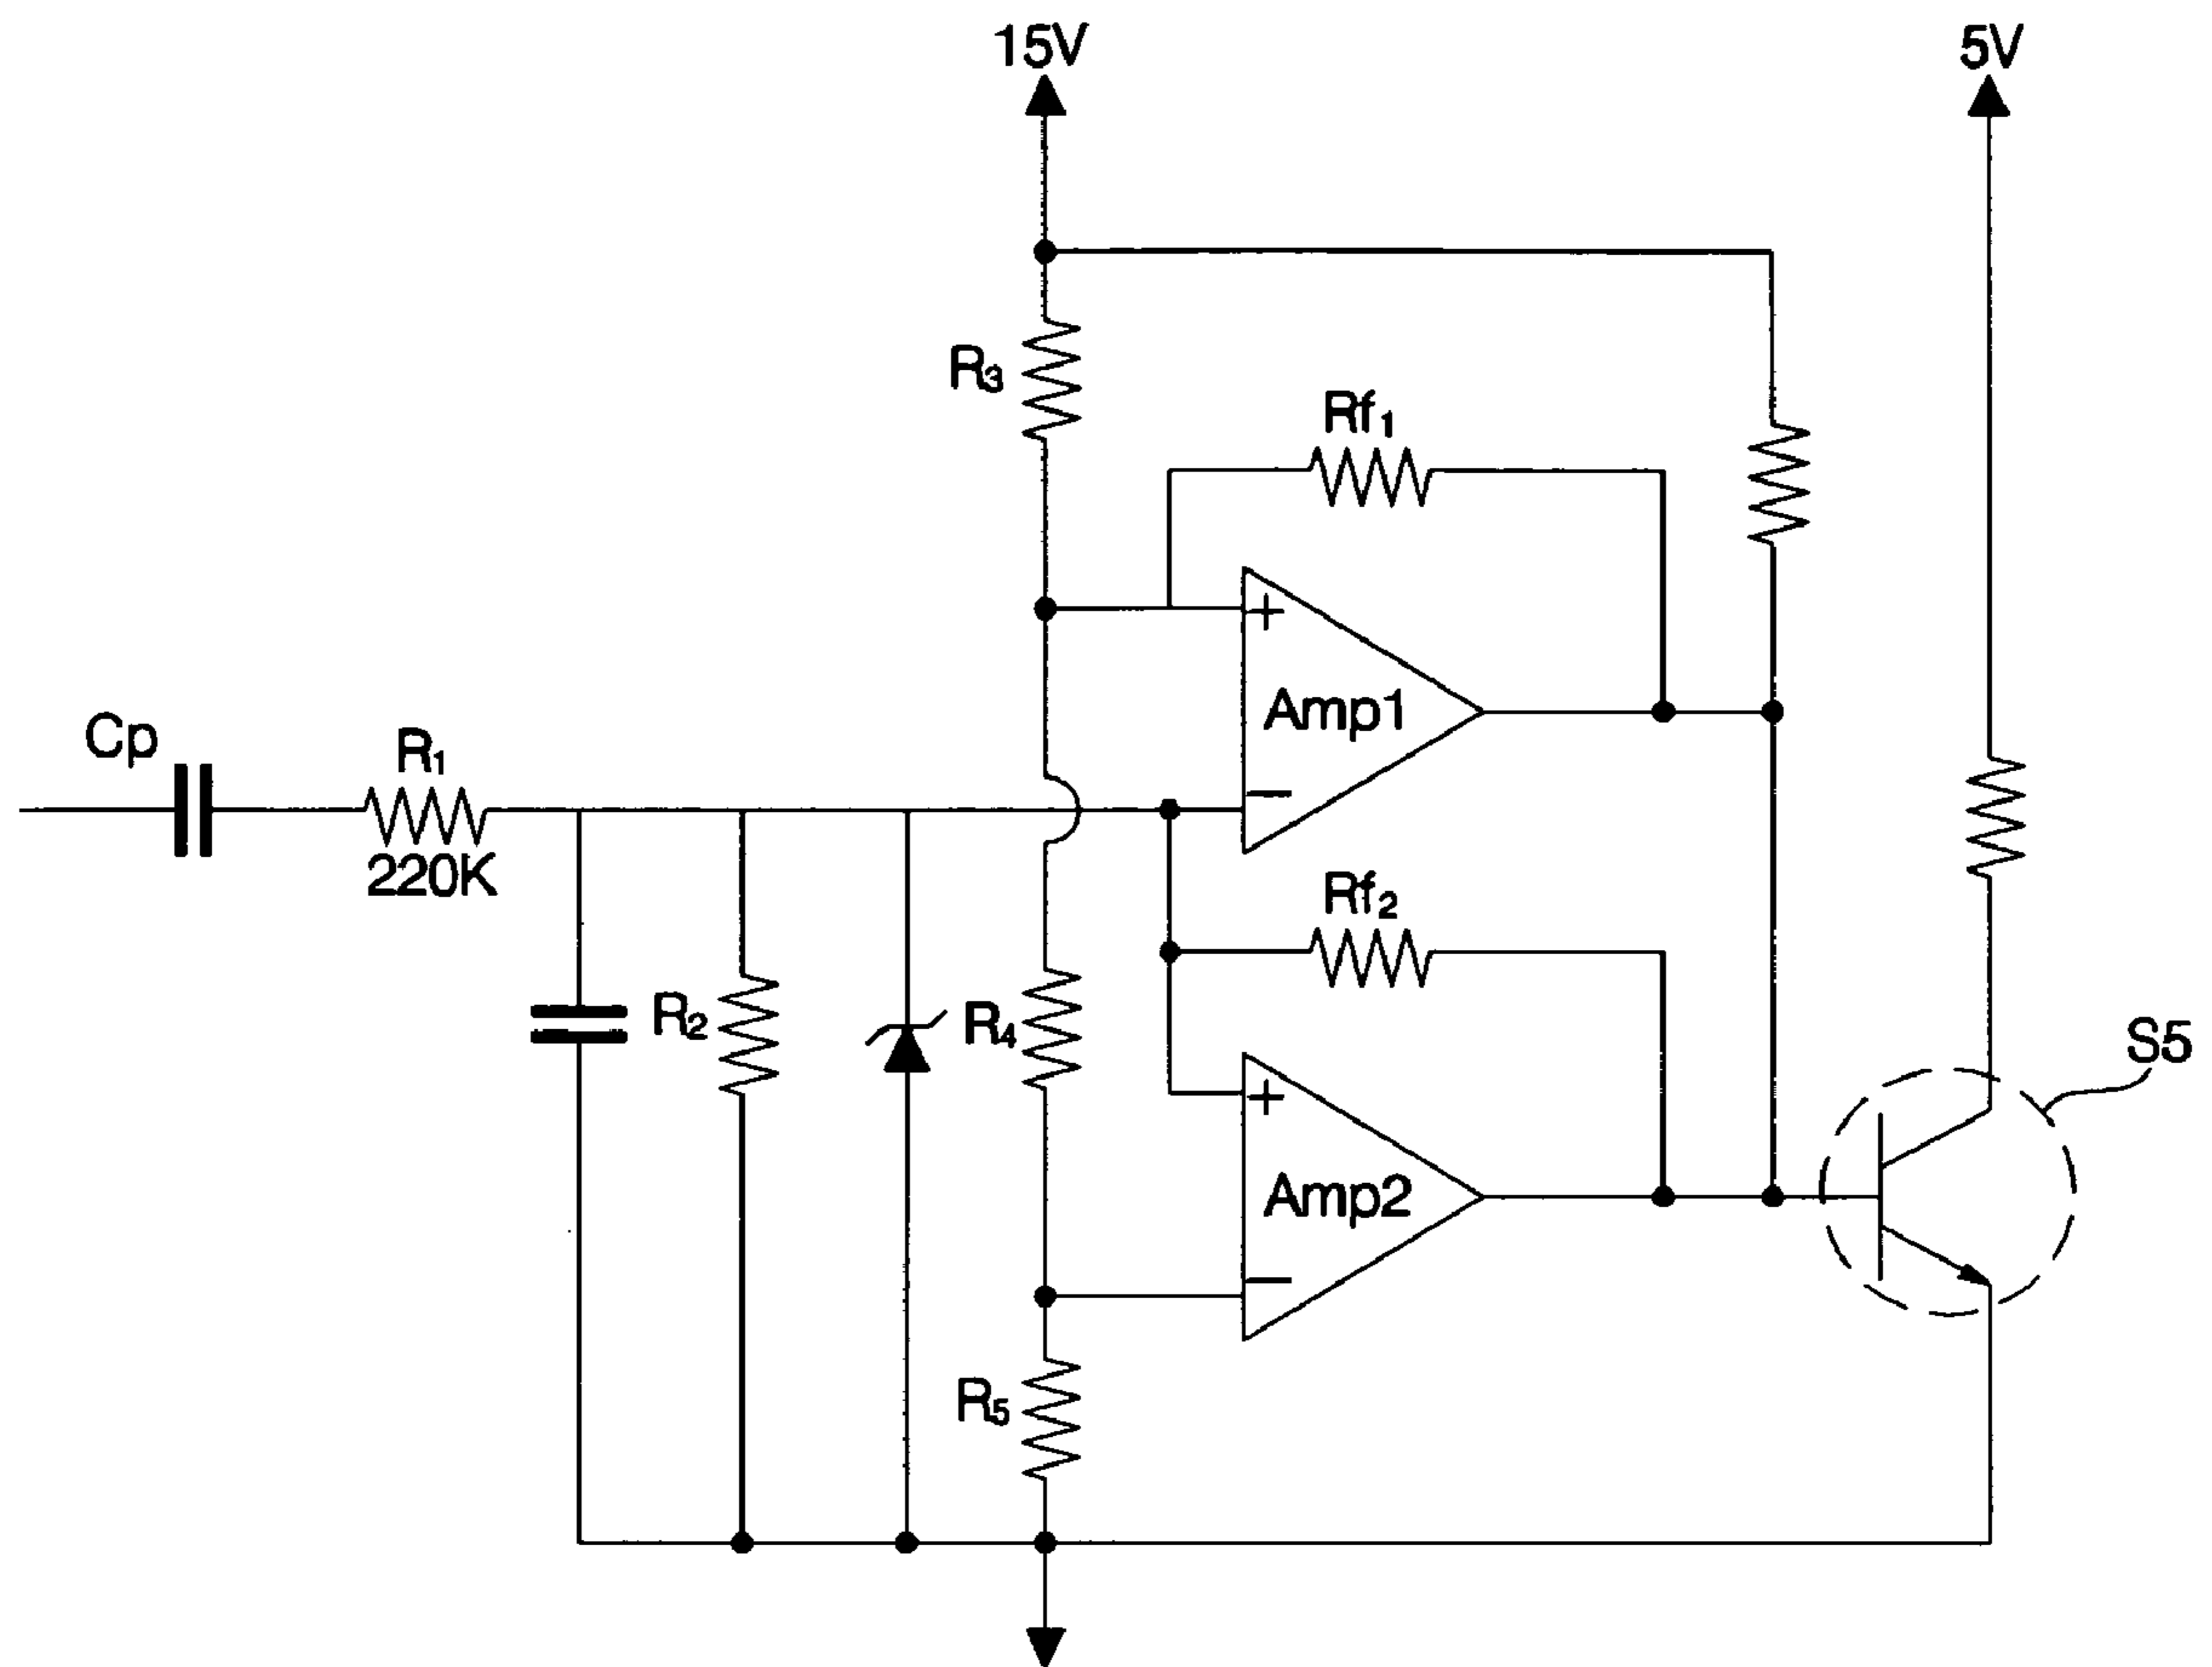 15V
5V
R₃
Rf₁
Cp
R₁
220K
+
Amp1
−
Rf₂
R₂
R₄
S5
+
Amp2
−
R₅